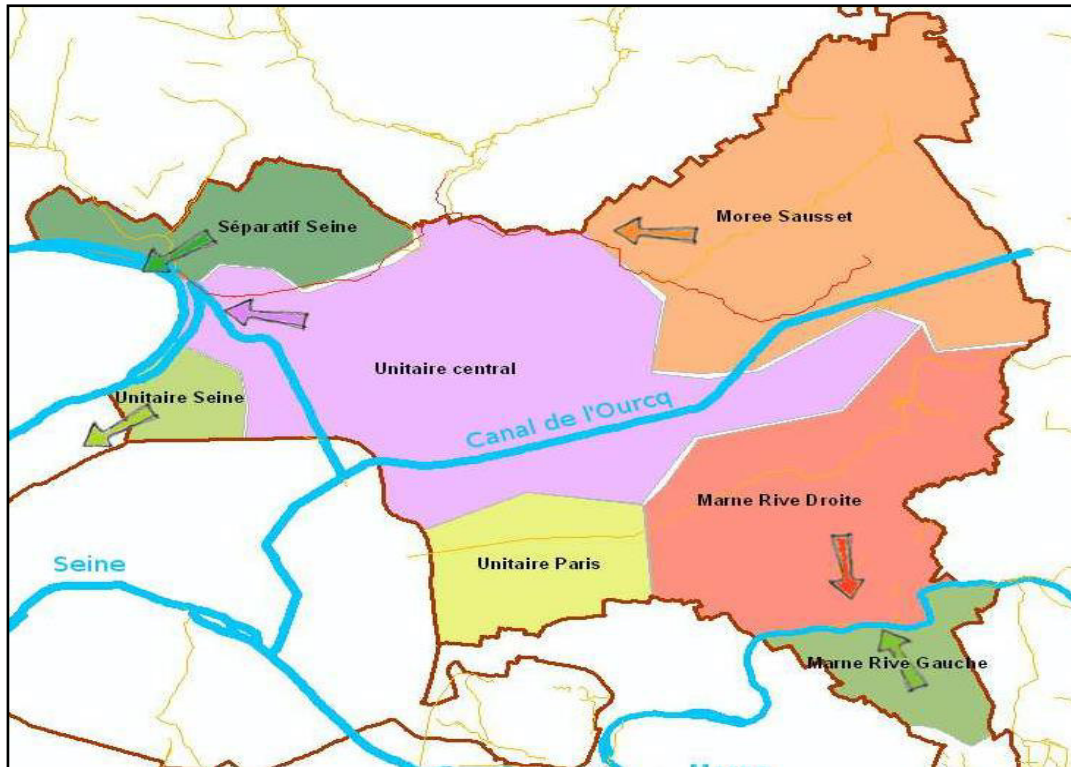 Séparatif Seine
Moree Sausset
Unitaire central
Unitaire Seine
Canal de l'Ourcq
Marne Rive Droite
Unitaire Paris
Seine
Marne Rive Gauche